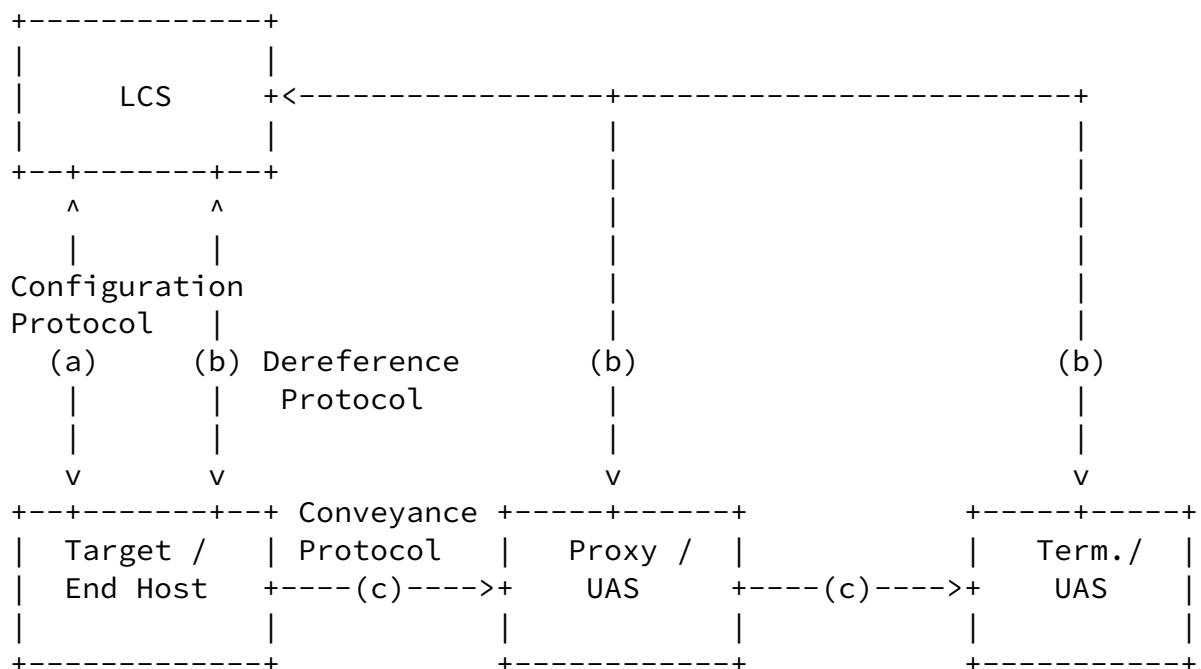 LCS
Configuration
Protocol
(a) (b) Dereference (b) (b)
Protocol
Conveyance
Target / Protocol Proxy / Term./
End Host (c) UAS (c) UAS